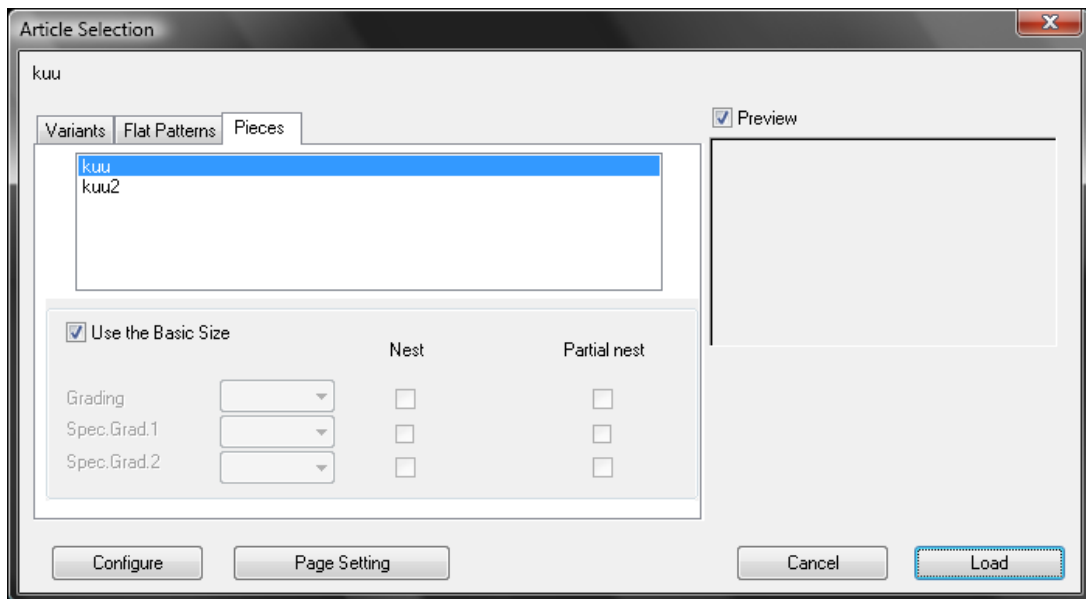 Article Selection
kuu
Variants Flat Patterns Pieces
Preview
kuu
kuu2
Use the Basic Size
Nest Partial nest
Grading
Spec.Grad.1
Spec.Grad.2
Configure Page Setting Cancel Load